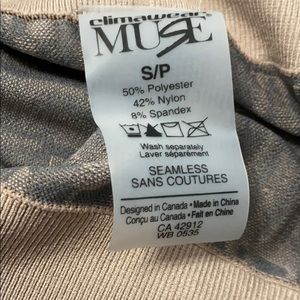 climawear®
MUSE
S/P
50% Polyester
42% Nylon
8% Spandex
Wash separately
Laver séparément
SEAMLESS
SANS COUTURES
Designed in Canada • Made in China
Conçu au Canada • Fait en Chine
CA 42912
WB 0535